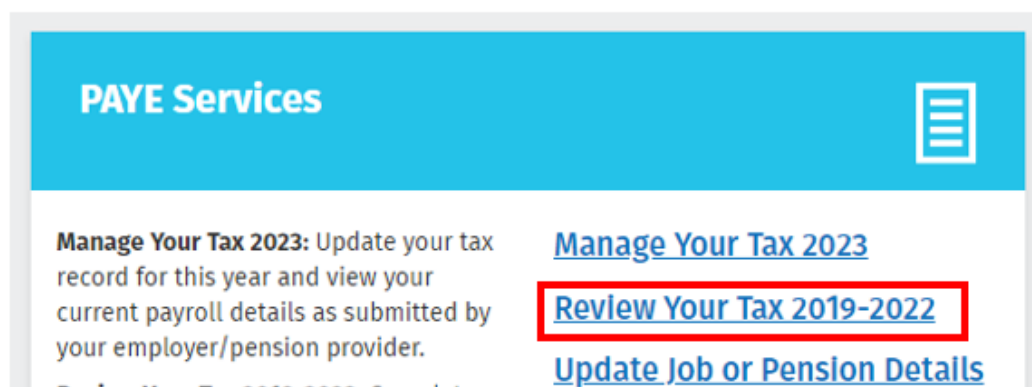 PAYE Services
Manage Your Tax 2023: Update your tax
record for this year and view your
current payroll details as submitted by
your employer/pension provider.
Manage Your Tax 2023
Review Your Tax 2019-2022
Update Job or Pension Details